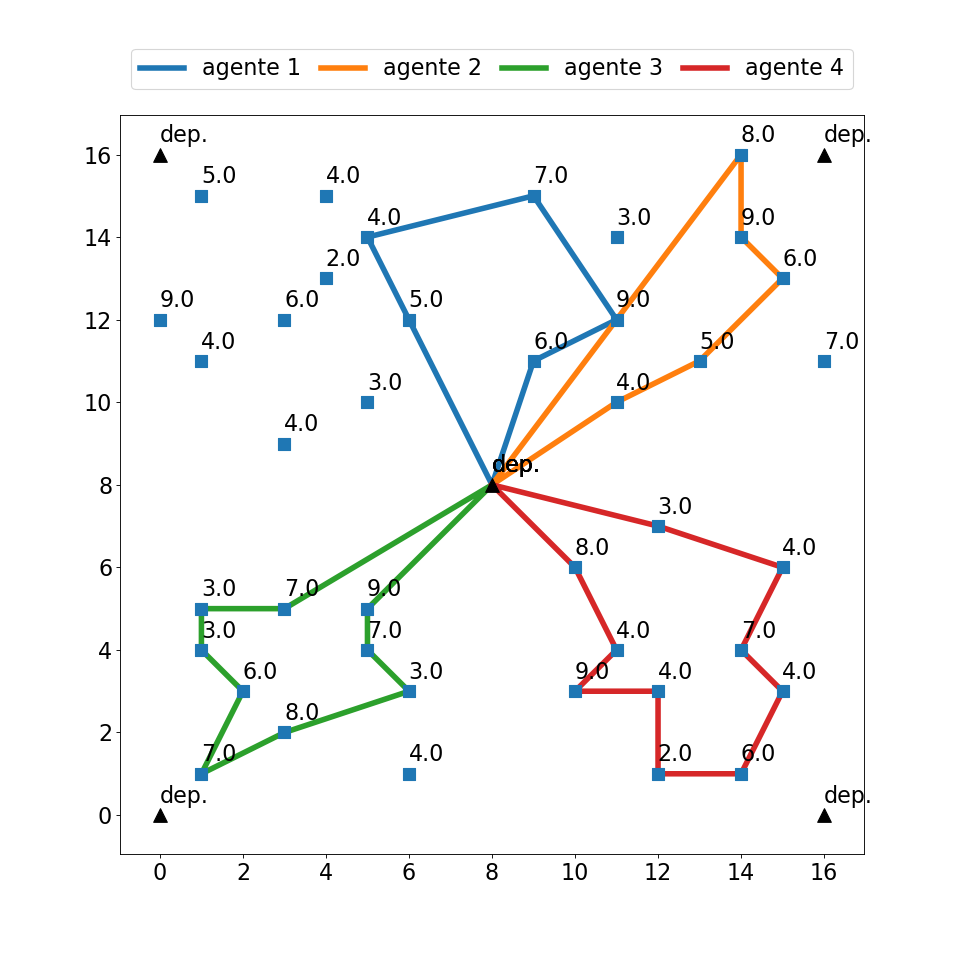 agente 1 agente 2 agente 3 agente 4
dep. 8.0 dep.
16
5.0 4.0 7.0
4.0 3.0 9.0
14
2.0 6.0
9.0 6.0 5.0 9.0
12
4.0 6.0 5.0 7.0
3.0 4.0
10
4.0
dep. dep.
8
3.0
8.0 4.0
6
3.0 7.0 9.0
3.0 7.0 4.0 7.0
4
6.0 3.0 9.0 4.0 4.0
8.0
2
7.0 4.0 2.0 6.0
dep. dep.
0
0 2 4 6 8 10 12 14 16